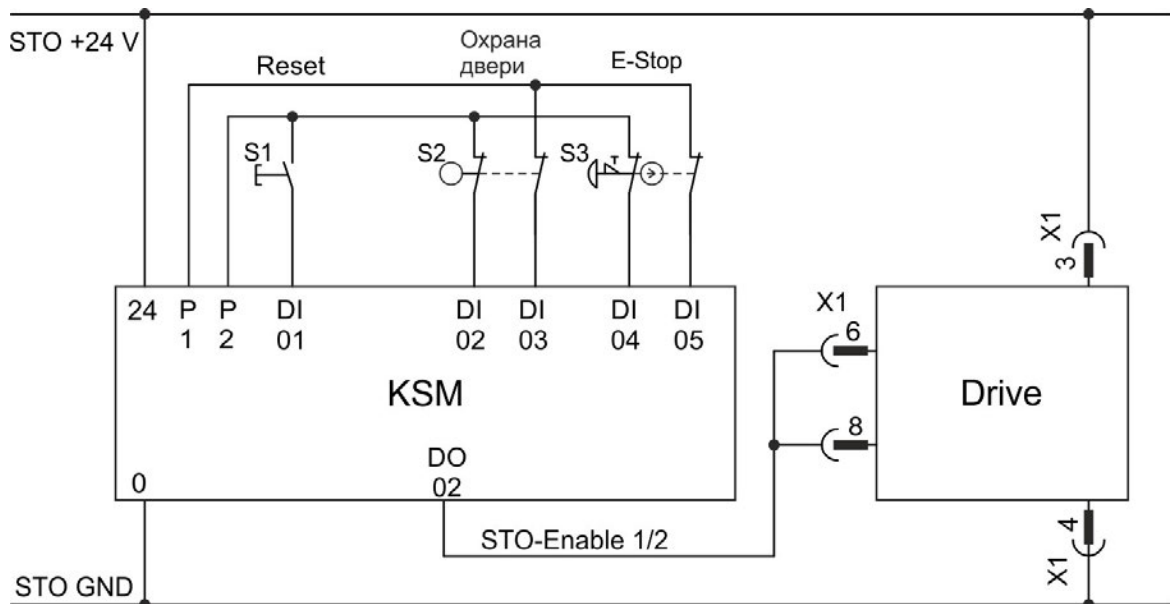 STO +24 V
Reset
Охрана
двери
E-Stop
S1
S2
S3
X1
3
24 P P DI DI DI DI DI
1 2 01 02 03 04 05
X1
6
KSM
Drive
8
DO
02
0
4
STO-Enable 1/2
X1
STO GND